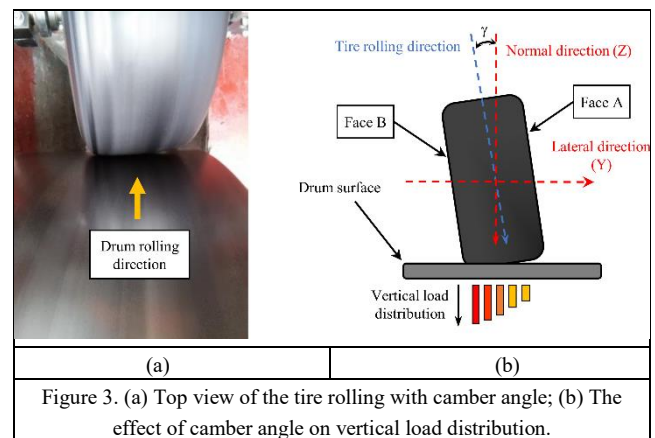 Drum rolling
direction
Tire rolling
direction
γ
Normal direction (Z)
Face B
Face A
Lateral direction
(Y)
Drum surface
Vertical load
distribution
(a)
(b)
Figure 3. (a) Top view of the tire rolling with camber angle; (b) The
effect of camber angle on vertical load distribution.